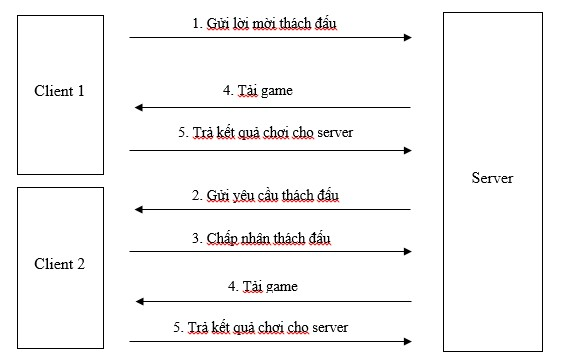 1. Gửi lời mời thách đấu
Client 1
4. Tải game
5. Trả kết quả chơi cho server
Server
2. Gửi yêu cầu thách đấu
3. Chấp nhân thách đấu
Client 2
4. Tải game
5. Trả kết quả chơi cho server